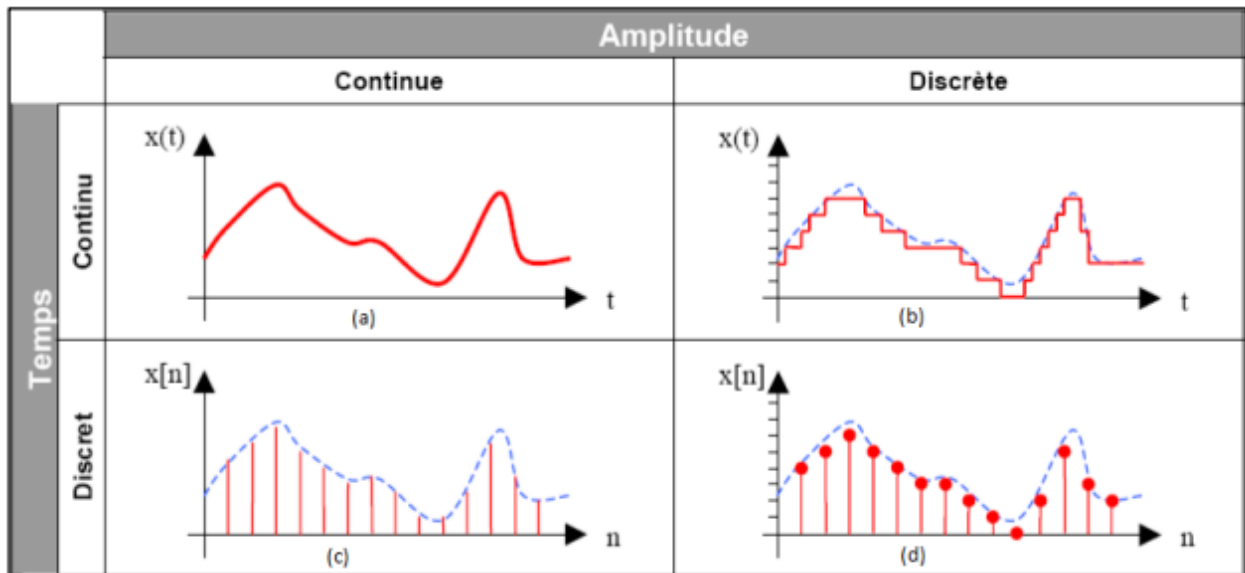 Amplitude
Continue
Discrète
Temps
Continu
x(t)
t
(a)
x(t)
t
(b)
Discret
x[n]
n
(c)
x[n]
n
(d)